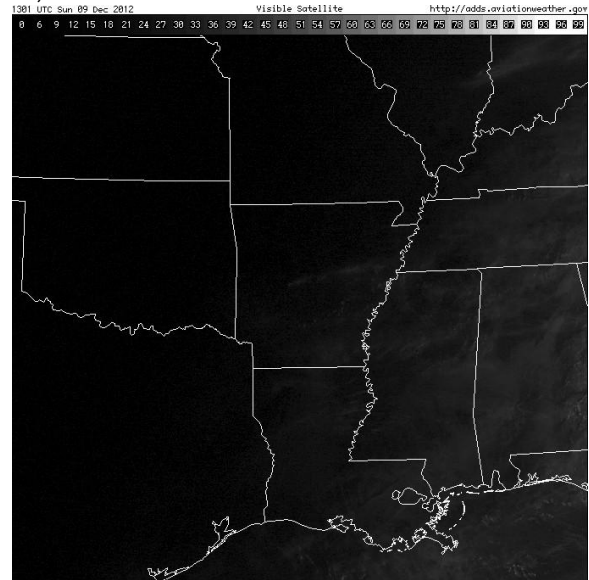 1301 UTC Sun 09 Dec 2012 Visible Satellite http://adds.aviationweather.gov
0 6 9 12 15 18 21 24 27 30 33 36 39 42 45 48 51 54 57 60 63 66 69 72 75 78 81 84 87 90 93 96 99